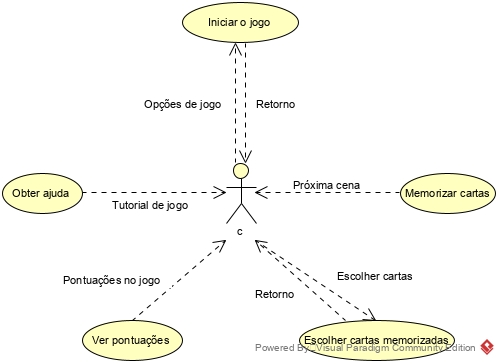 Iniciar o jogo
Opções de jogo
Retorno
Obter ajuda
Tutorial de jogo
Próxima cena
Memorizar cartas
c
Pontuações no jogo
Escolher cartas
Retorno
Ver pontuações
Escolher cartas memorizadas
Powered By Visual Paradigm Community Edition